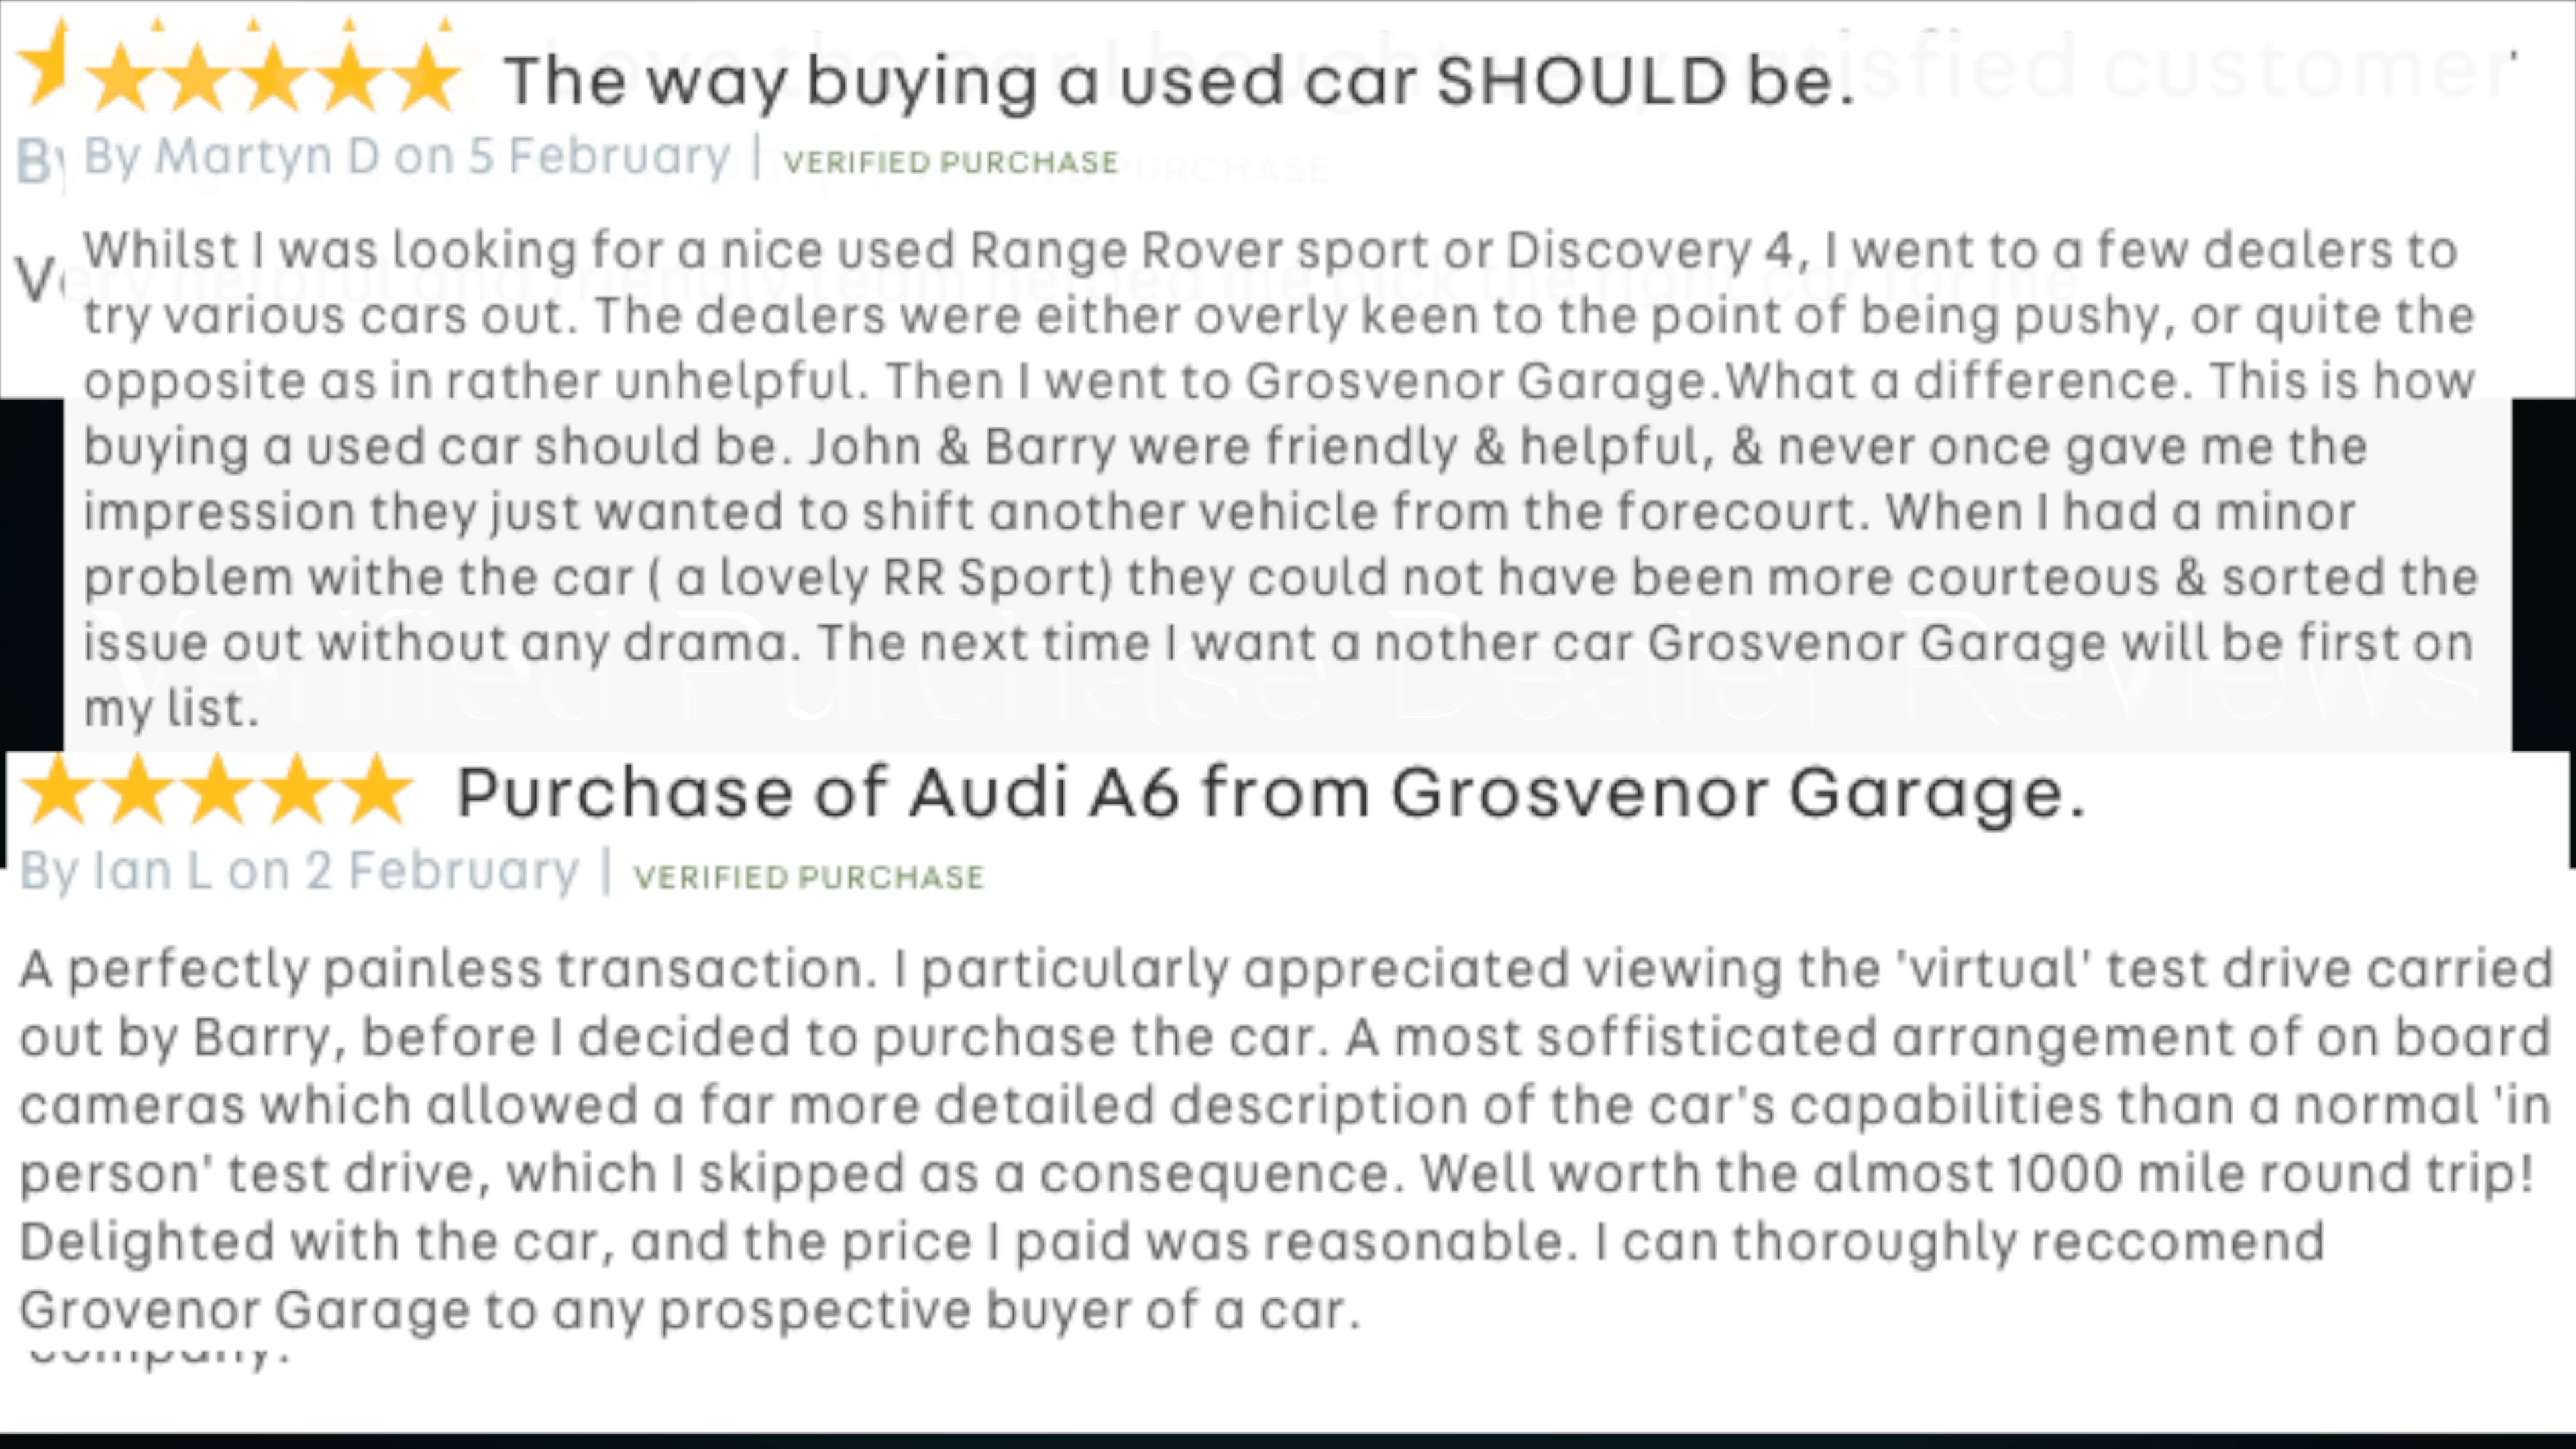 The way buying a used car SHOULD be.
By Martyn D on 5 February | VERIFIED PURCHASE
Whilst I was looking for a nice used Range Rover sport or Discovery 4, I went to a few dealers to
try various cars out. The dealers were either overly keen to the point of being pushy, or quite the
opposite as in rather unhelpful. Then I went to Grosvenor Garage.What a difference. This is how
buying a used car should be. John & Barry were friendly & helpful, & never once gave me the
impression they just wanted to shift another vehicle from the forecourt. When I had a minor
problem withe the car ( a lovely RR Sport) they could not have been more courteous & sorted the
issue out without any drama. The next time I want a nother car Grosvenor Garage will be first on
my list.
Verified Purchase Dealer Reviews
Purchase of Audi A6 from Grosvenor Garage.
By Ian L on 2 February | VERIFIED PURCHASE
A perfectly painless transaction. I particularly appreciated viewing the 'virtual' test drive carried
out by Barry, before I decided to purchase the car. A most soffisticated arrangement of on board
cameras which allowed a far more detailed description of the car's capabilities than a normal 'in
person' test drive, which I skipped as a consequence. Well worth the almost 1000 mile round trip!
Delighted with the car, and the price I paid was reasonable. I can thoroughly reccomend
Grovenor Garage to any prospective buyer of a car.
company.